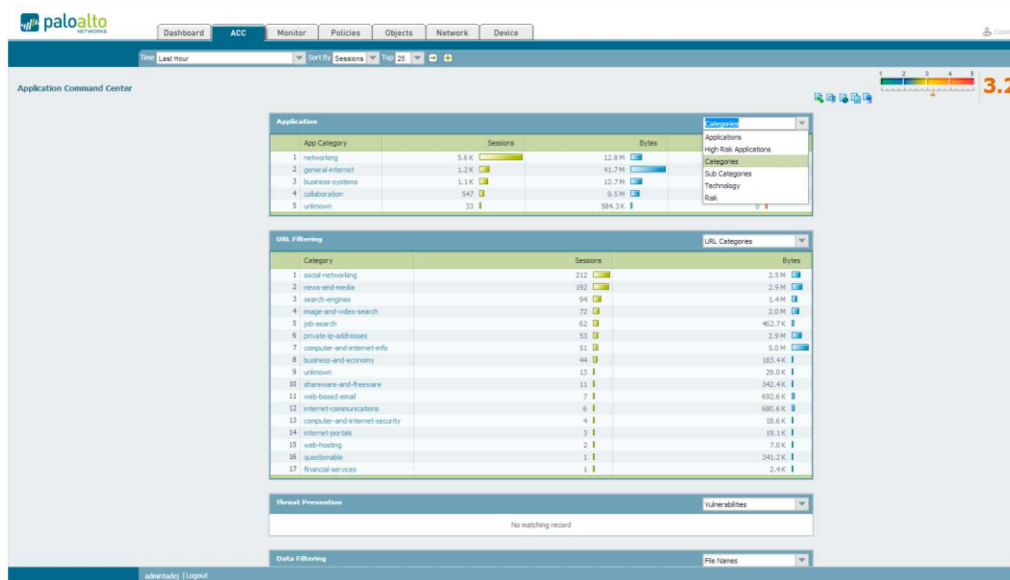 paloalto
NETWORKS
Dashboard ACC Monitor Policies Objects Network Device
Time Last Hour Sort By Sessions Top 25
Application Command Center
1 2 3 4 5
3.2
Application Categories
Applications
High Risk Applications
Categories
Sub Categories
Technology
Risk
App Category Sessions Bytes
1 networking 5.6 K 12.8 M
2 general-internet 1.2 K 41.7 M
3 business-systems 1.1 K 12.7 M
4 collaboration 547 9.5 M
5 unknown 33 584.3 K 0
URL Filtering URL Categories
Category Sessions Bytes
1 social-networking 212 2.5 M
2 news-and-media 192 2.9 M
3 search-engines 94 1.4 M
4 image-and-video-search 72 2.0 M
5 job-search 62 462.7 K
6 private-ip-addresses 53 2.9 M
7 computer-and-internet-info 51 5.0 M
8 business-and-economy 44 183.4 K
9 unknown 13 29.0 K
10 shareware-and-freeware 11 342.4 K
11 web-based-email 7 692.6 K
12 internet-communications 6 680.6 K
13 computer-and-internet-security 4 18.6 K
14 internet-portals 3 19.1 K
15 web-hosting 2 7.0 K
16 questionable 1 341.2 K
17 financial-services 1 2.4 K
Threat Prevention Vulnerabilities
No matching record
Data Filtering File Names
| Logout